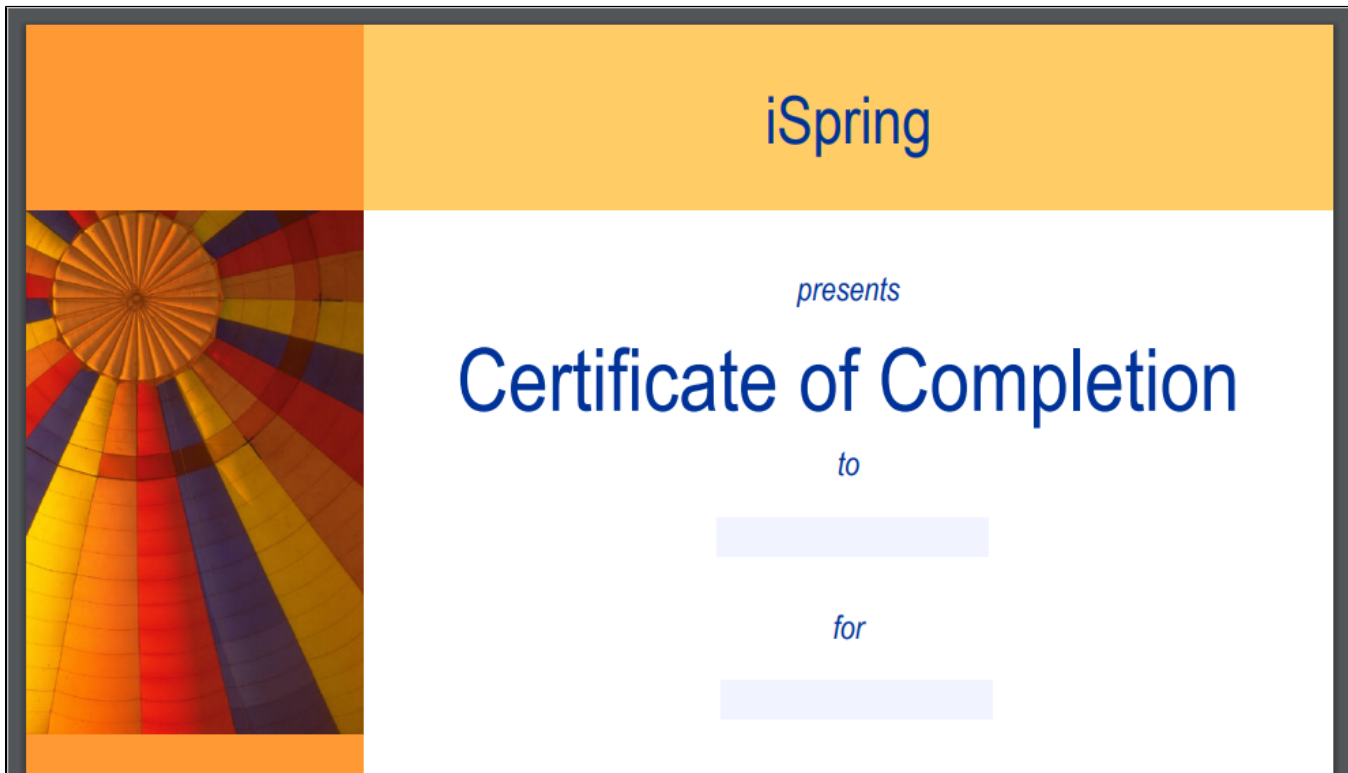 iSpring
presents
Certificate of Completion
to
for